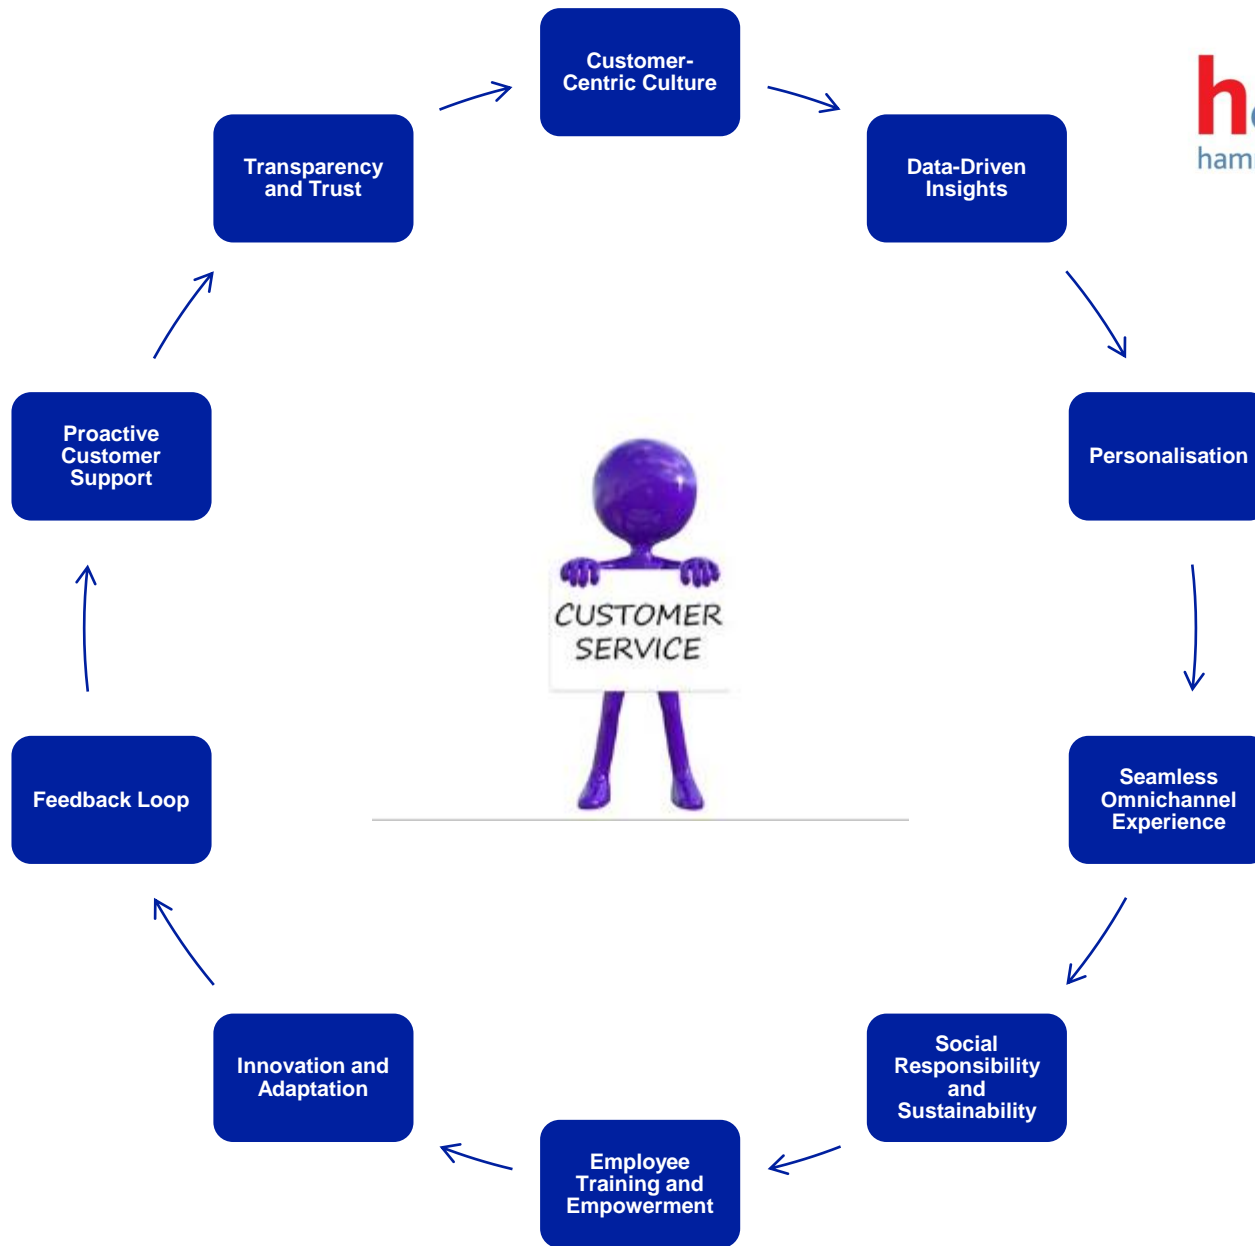 Customer-
Centric Culture
Data-Driven
Insights
Personalisation
Seamless
Omnichannel
Experience
Social
Responsibility
and
Sustainability
Employee
Training and
Empowerment
Innovation and
Adaptation
Feedback Loop
Proactive
Customer
Support
Transparency
and Trust
CUSTOMER
SERVICE